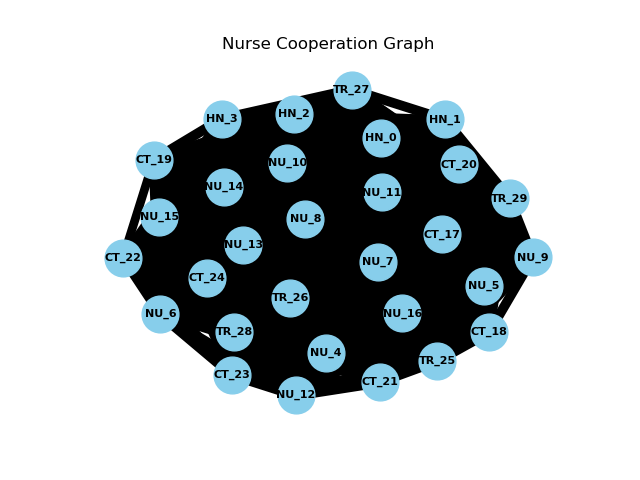 Nurse Cooperation Graph
TR_27
HN_2
HN_3
HN_1
HN_0
CT_19
NU_10
CT_20
NU_14
NU_11
TR_29
NU_15
NU_8
CT_17
NU_13
CT_22
NU_7
NU_9
CT_24
NU_5
TR_26
NU_6
NU_16
TR_28
CT_18
NU_4
TR_25
CT_23
CT_21
NU_12